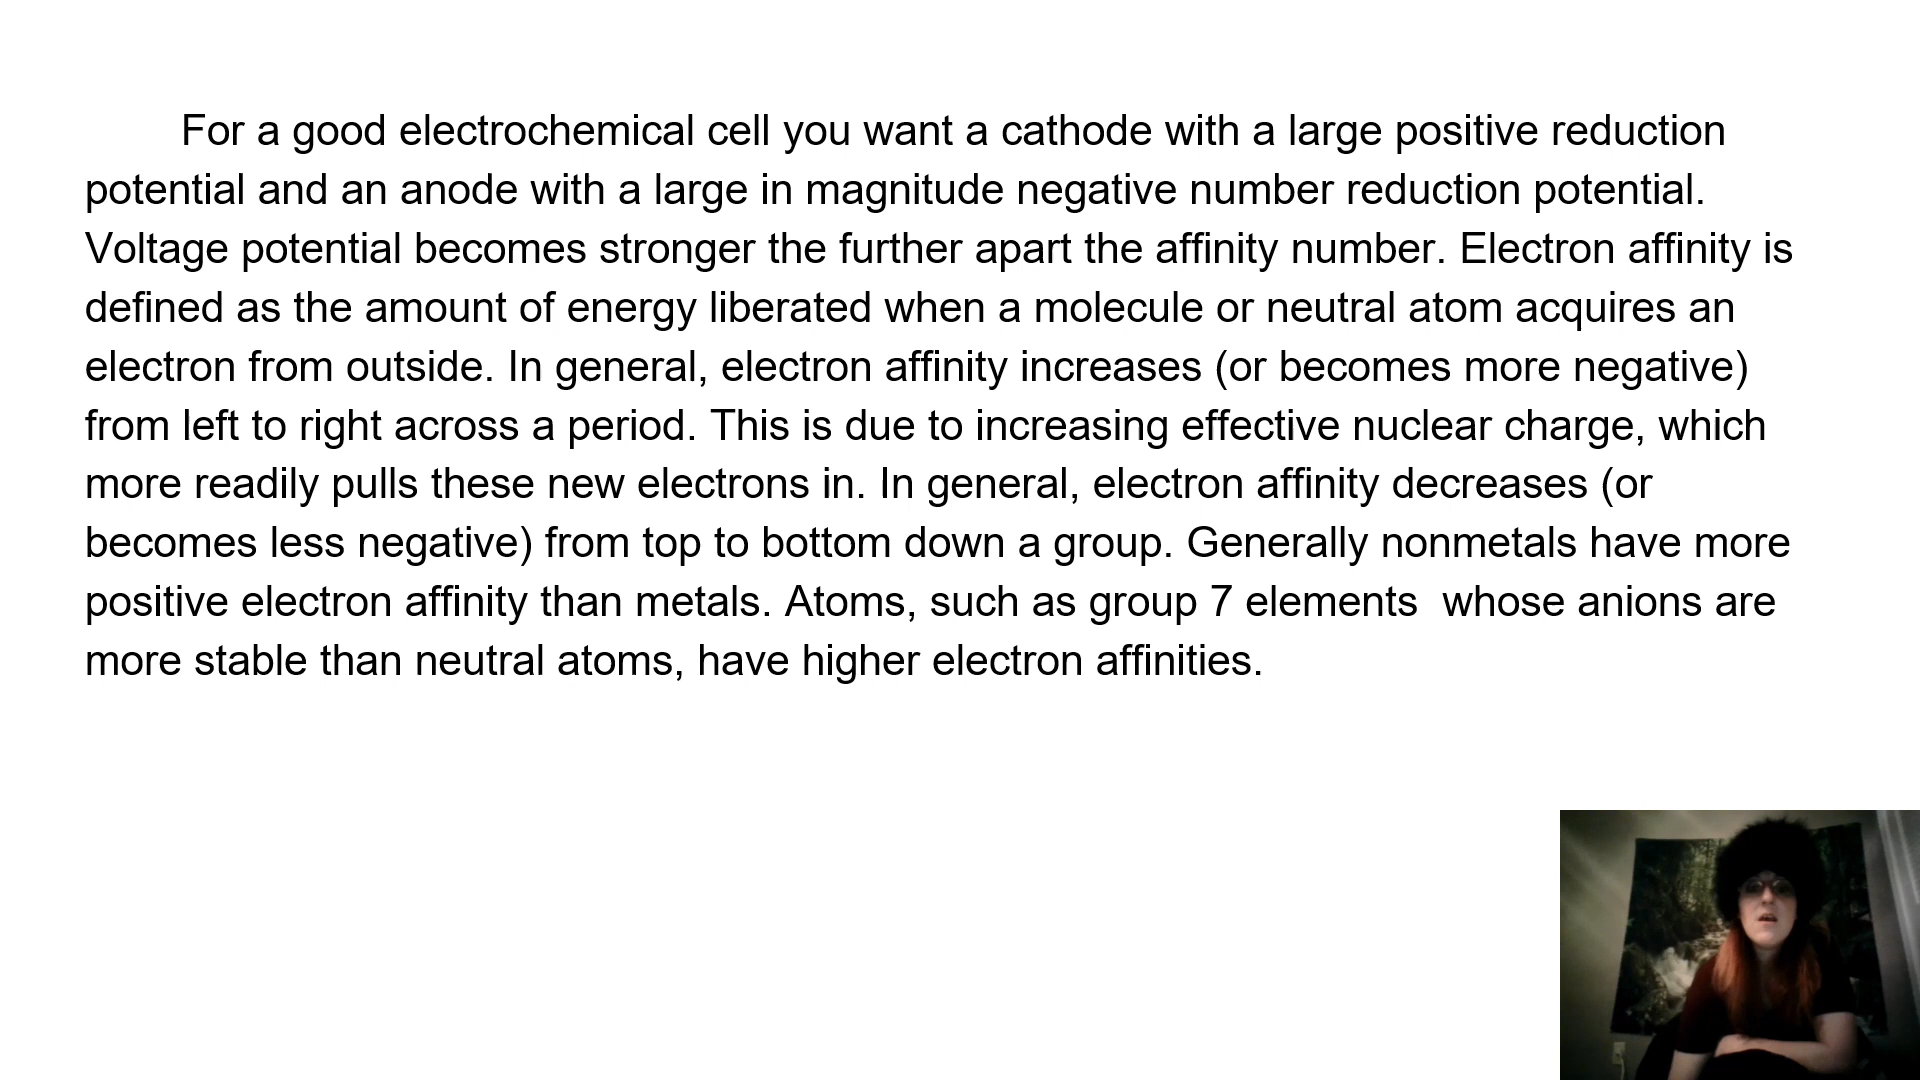 For a good electrochemical cell you want a cathode with a large positive reduction
potential and an anode with a large in magnitude negative number reduction potential.
Voltage potential becomes stronger the further apart the affinity number. Electron affinity is
defined as the amount of energy liberated when a molecule or neutral atom acquires an
electron from outside. In general, electron affinity increases (or becomes more negative)
from left to right across a period. This is due to increasing effective nuclear charge, which
more readily pulls these new electrons in. In general, electron affinity decreases (or
becomes less negative) from top to bottom down a group. Generally nonmetals have more
positive electron affinity than metals. Atoms, such as group 7 elements  whose anions are
more stable than neutral atoms, have higher electron affinities.